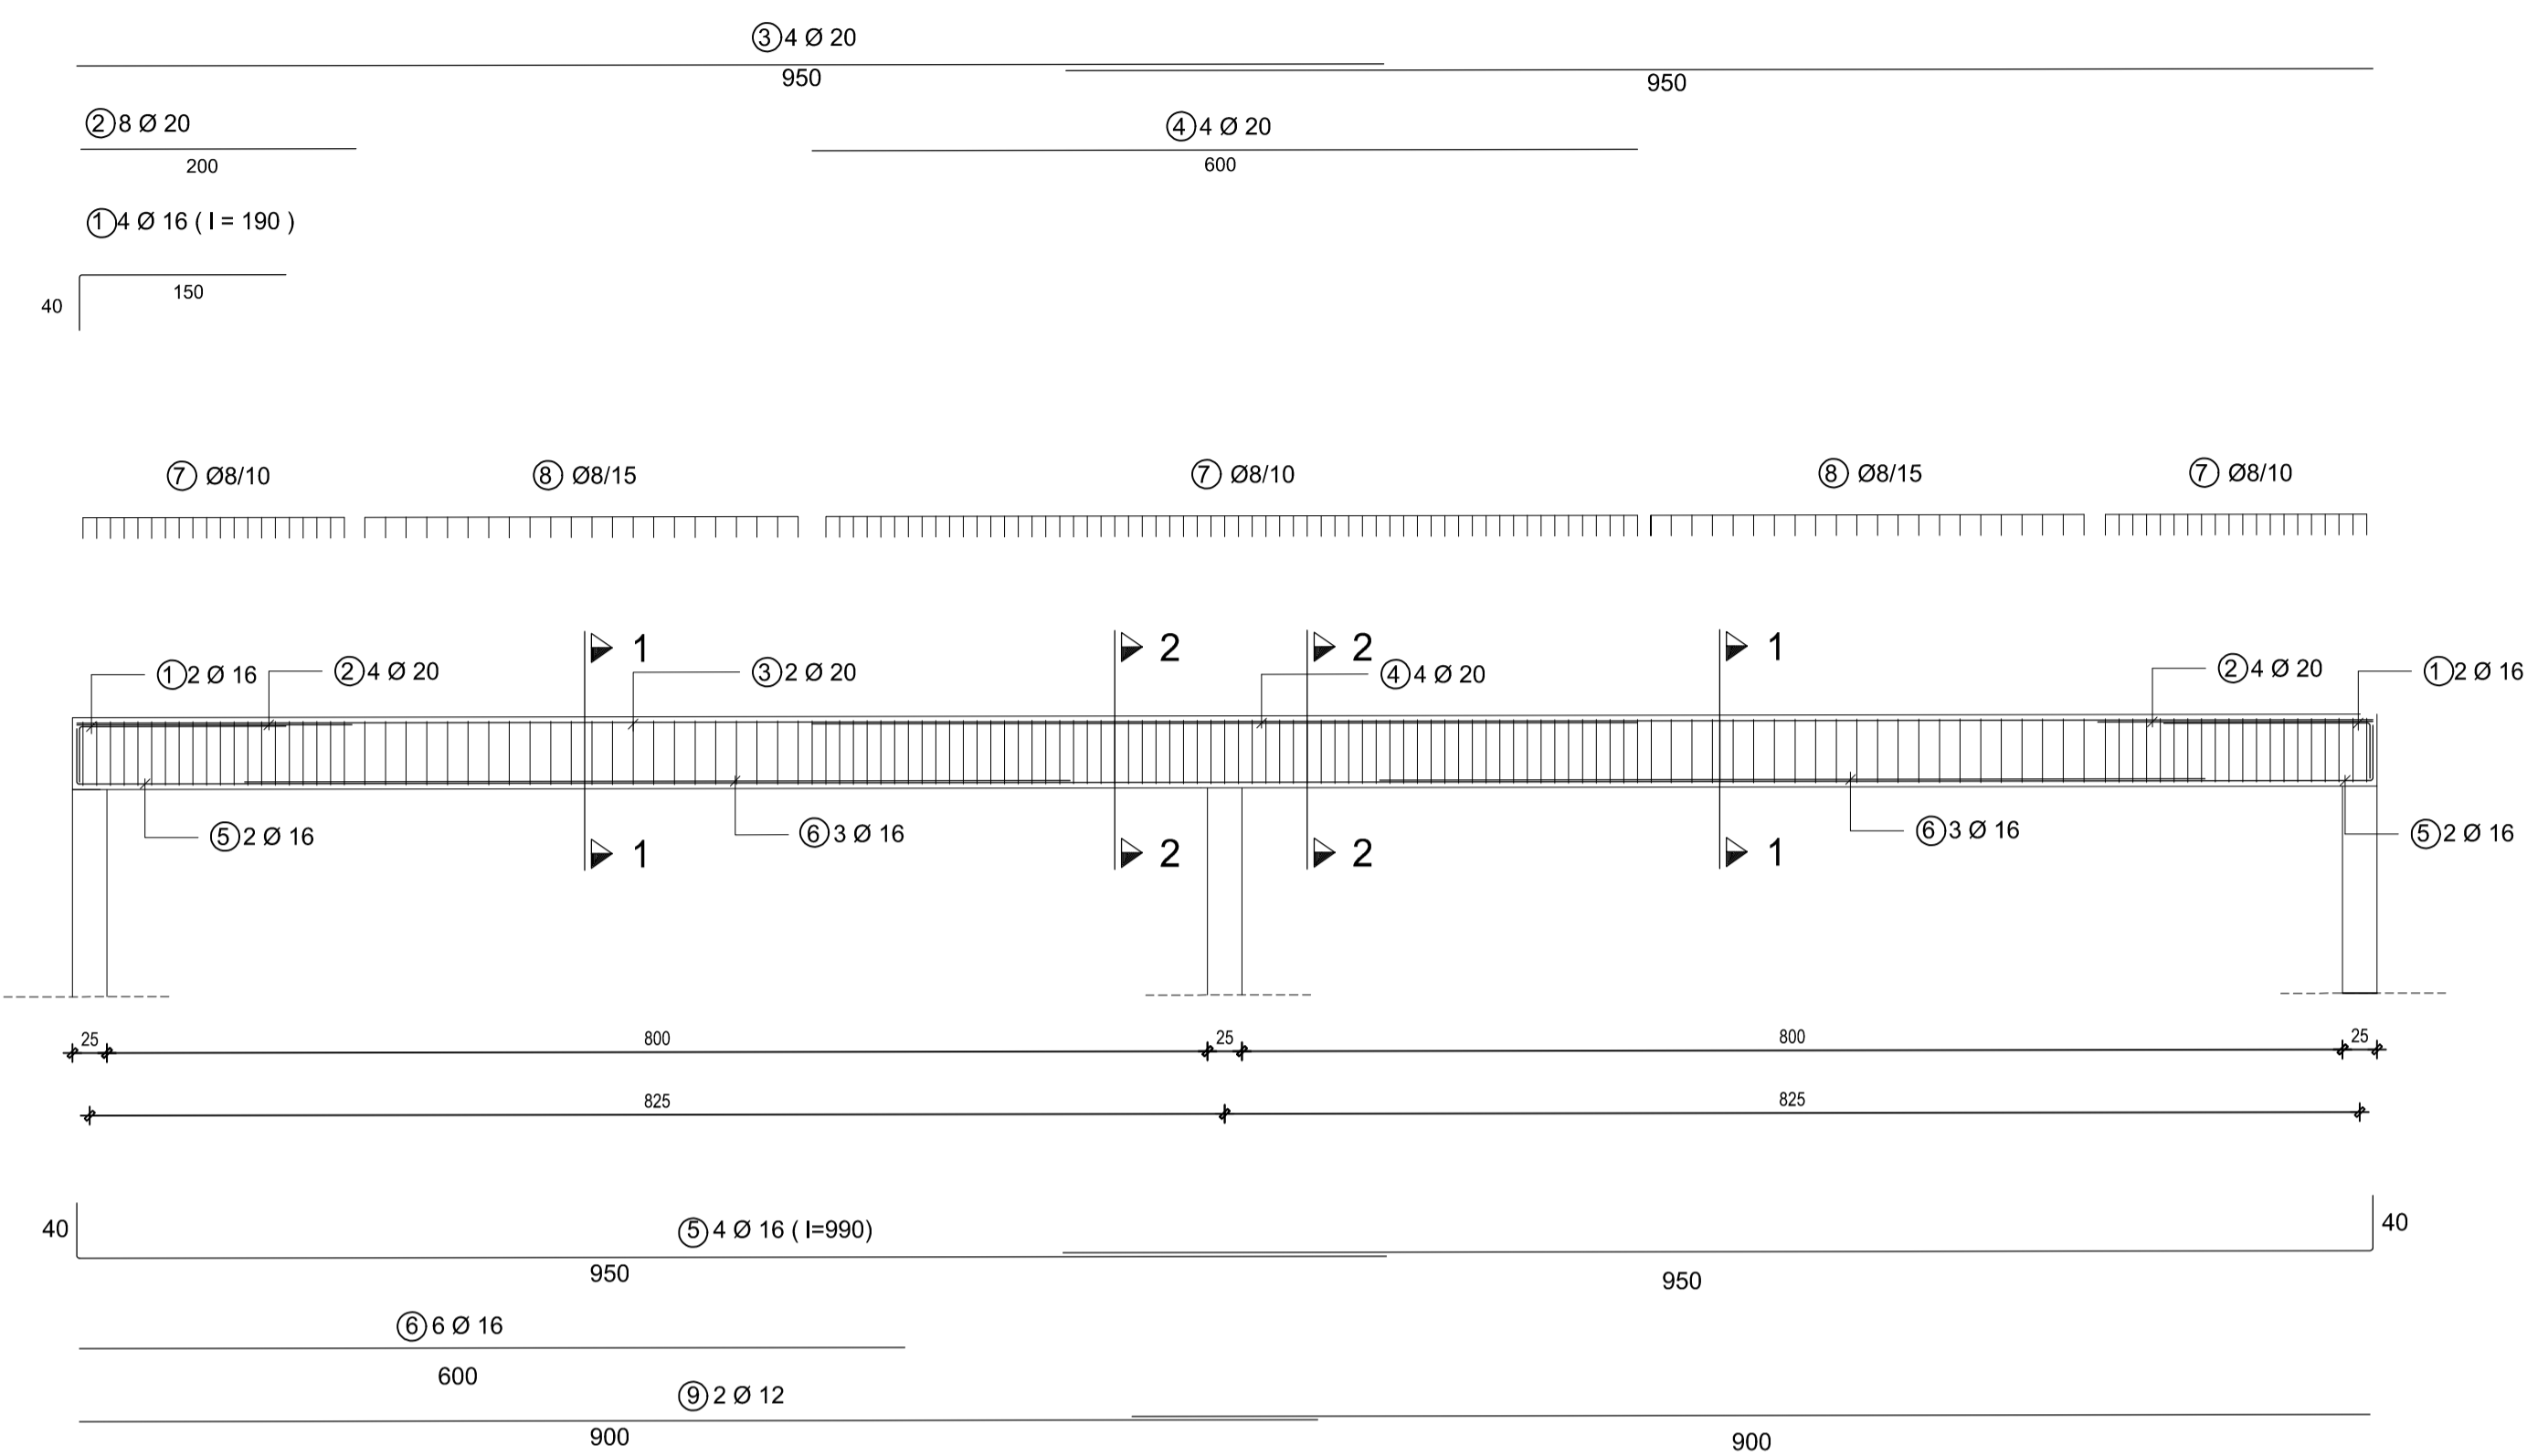 ③4 Ø 20
950
950
②8 Ø 20
④4 Ø 20
200
600
①4 Ø 16 ( l = 190 )
150
40
⑦ Ø8/10
⑧ Ø8/15
⑦ Ø8/10
⑧ Ø8/15
⑦ Ø8/10
1
2
2
1
①2 Ø 16
②4 Ø 20
③2 Ø 20
④4 Ø 20
②4 Ø 20
①2 Ø 16
⑤2 Ø 16
⑥3 Ø 16
⑥3 Ø 16
⑤2 Ø 16
1
2
2
1
25
800
25
800
25
825
825
40
⑤4 Ø 16 ( l=990)
40
950
950
⑥6 Ø 16
600
⑨2 Ø 12
900
900